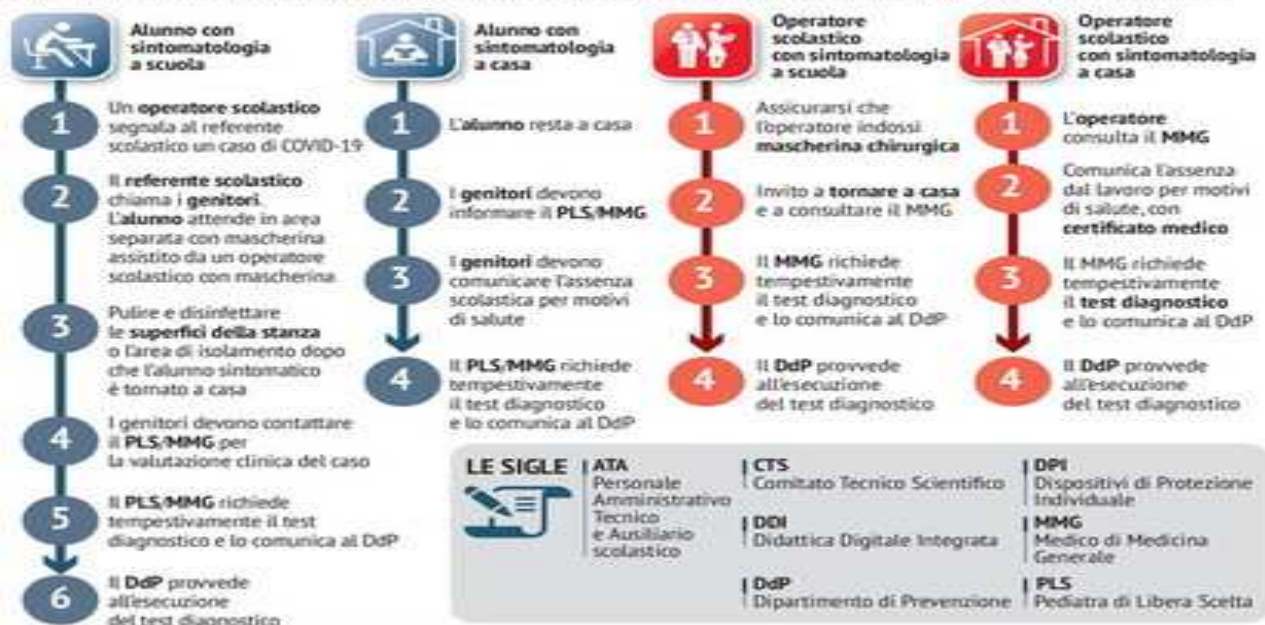 Alunno con
sintomatologia
a scuola
1
Un operatore scolastico
segnala al referente
scolastico un caso di COVID-19
2
Il referente scolastico
chiama i genitori.
L'alunno attende in area
separata con mascherina
assistito da un operatore
scolastico con mascherina
3
Pulire e disinfettare
le superfici della stanza
o l'area di isolamento dopo
che l'alunno sintomatico
è tornato a casa
4
I genitori devono contattare
il PLS/MMG per
la valutazione clinica del caso
5
Il PLS/MMG richiede
tempestivamente il test
diagnostico e lo comunica al DdP
6
Il DdP provvede
all'esecuzione
del test diagnostico
Alunno con
sintomatologia
a casa
1
L'alunno resta a casa
2
I genitori devono
informare il PLS/MMG
3
I genitori devono
comunicare l'assenza
scolastica per motivi
di salute
4
Il PLS/MMG richiede
tempestivamente
il test diagnostico
e lo comunica al DdP
Operatore
scolastico
con sintomatologia
a scuola
1
Assicurarsi che
l'operatore indossi
mascherina chirurgica
2
Invito a tornare a casa
e a consultare il MMG
3
Il MMG richiede
tempestivamente
il test diagnostico
e lo comunica al DdP
4
Il DdP provvede
all'esecuzione
del test diagnostico
Operatore
scolastico
con sintomatologia
a casa
1
L'operatore
consulta il MMG
2
Comunica l'assenza
dal lavoro per motivi
di salute, con
certificato medico
3
Il MMG richiede
tempestivamente
il test diagnostico
e lo comunica al DdP
4
Il DdP provvede
all'esecuzione
del test diagnostico
LE SIGLE
ATA
Personale
Amministrativo
Tecnico
e Ausiliario
scolastico
CTS
Comitato Tecnico Scientifico
DDI
Didattica Digitale Integrata
DdP
Dipartimento di Prevenzione
DPI
Dispositivi di Protezione
Individuale
MMG
Medico di Medicina
Generale
PLS
Pediatra di Libera Scelta